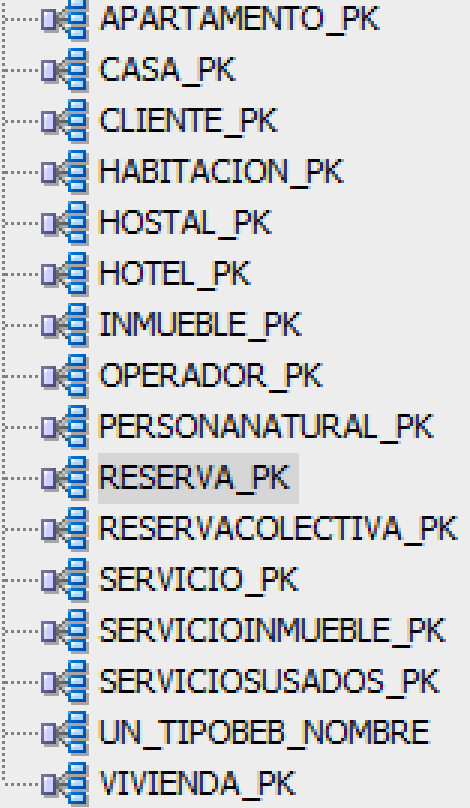 APARTAMENTO_PK
CASA_PK
CLIENTE_PK
HABITACION_PK
HOSTAL_PK
HOTEL_PK
INMUEBLE_PK
OPERADOR_PK
PERSONANATURAL_PK
RESERVA_PK
RESERVACOLECTIVA_PK
SERVICIO_PK
SERVICIOINMUEBLE_PK
SERVICIOSUSADOS_PK
UN_TIPOBEB_NOMBRE
VIVIENDA_PK